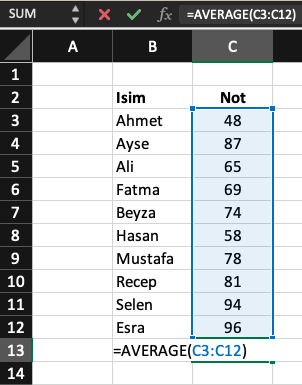 SUM fx =AVERAGE(C3:C12)
A B C
1
2 Isim Not
3 Ahmet 48
4 Ayse 87
5 Ali 65
6 Fatma 69
7 Beyza 74
8 Hasan 58
9 Mustafa 78
10 Recep 81
11 Selen 94
12 Esra 96
13 =AVERAGE(C3:C12)
14